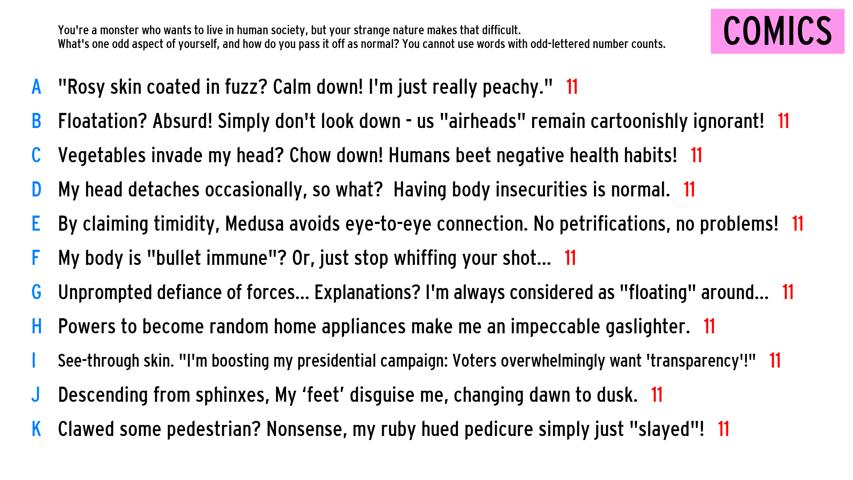 You're a monster who wants to live in human society, but your strange nature makes that difficult.
What's one odd aspect of yourself, and how do you pass it off as normal? You cannot use words with odd-lettered number counts.
COMICS
A "Rosy skin coated in fuzz? Calm down! I'm just really peachy." 11
B Floatation? Absurd! Simply don't look down - us "airheads" remain cartoonishly ignorant! 11
C Vegetables invade my head? Chow down! Humans beet negative health habits! 11
D My head detaches occasionally, so what? Having body insecurities is normal. 11
E By claiming timidity, Medusa avoids eye-to-eye connection. No petrifications, no problems! 11
F My body is "bullet immune"? Or, just stop whiffing your shot... 11
G Unprompted defiance of forces... Explanations? I'm always considered as "floating" around... 11
H Powers to become random home appliances make me an impeccable gaslighter. 11
I See-through skin. "I'm boosting my presidential campaign: Voters overwhelmingly want 'transparency'!" 11
J Descending from sphinxes, My ‘feet’ disguise me, changing dawn to dusk. 11
K Clawed some pedestrian? Nonsense, my ruby hued pedicure simply just "slayed"! 11